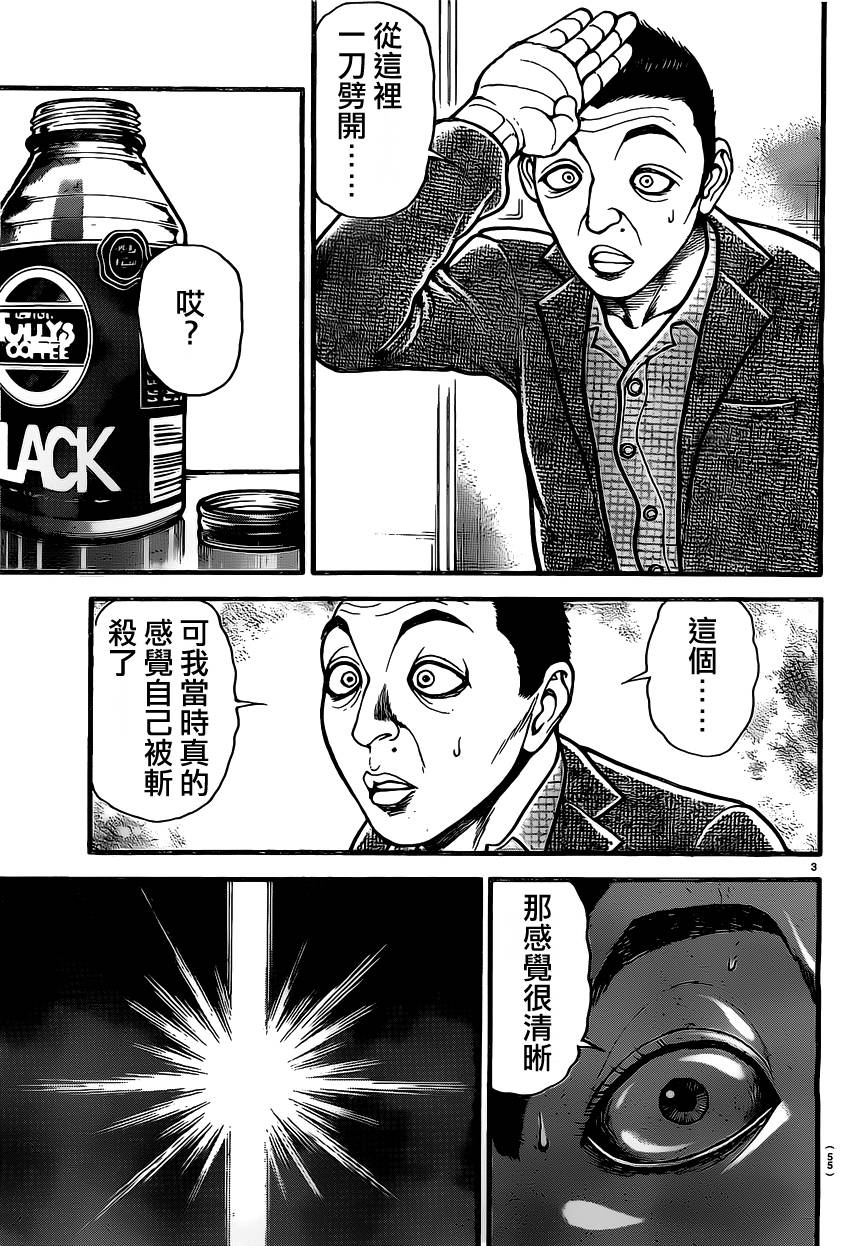 從這裡
一刀劈開……
哎?
TULLY'S
COFFEE
LACK
這個……
可我當時真的
感覺自己被斬
殺了
3
那感覺很清晰
(55)